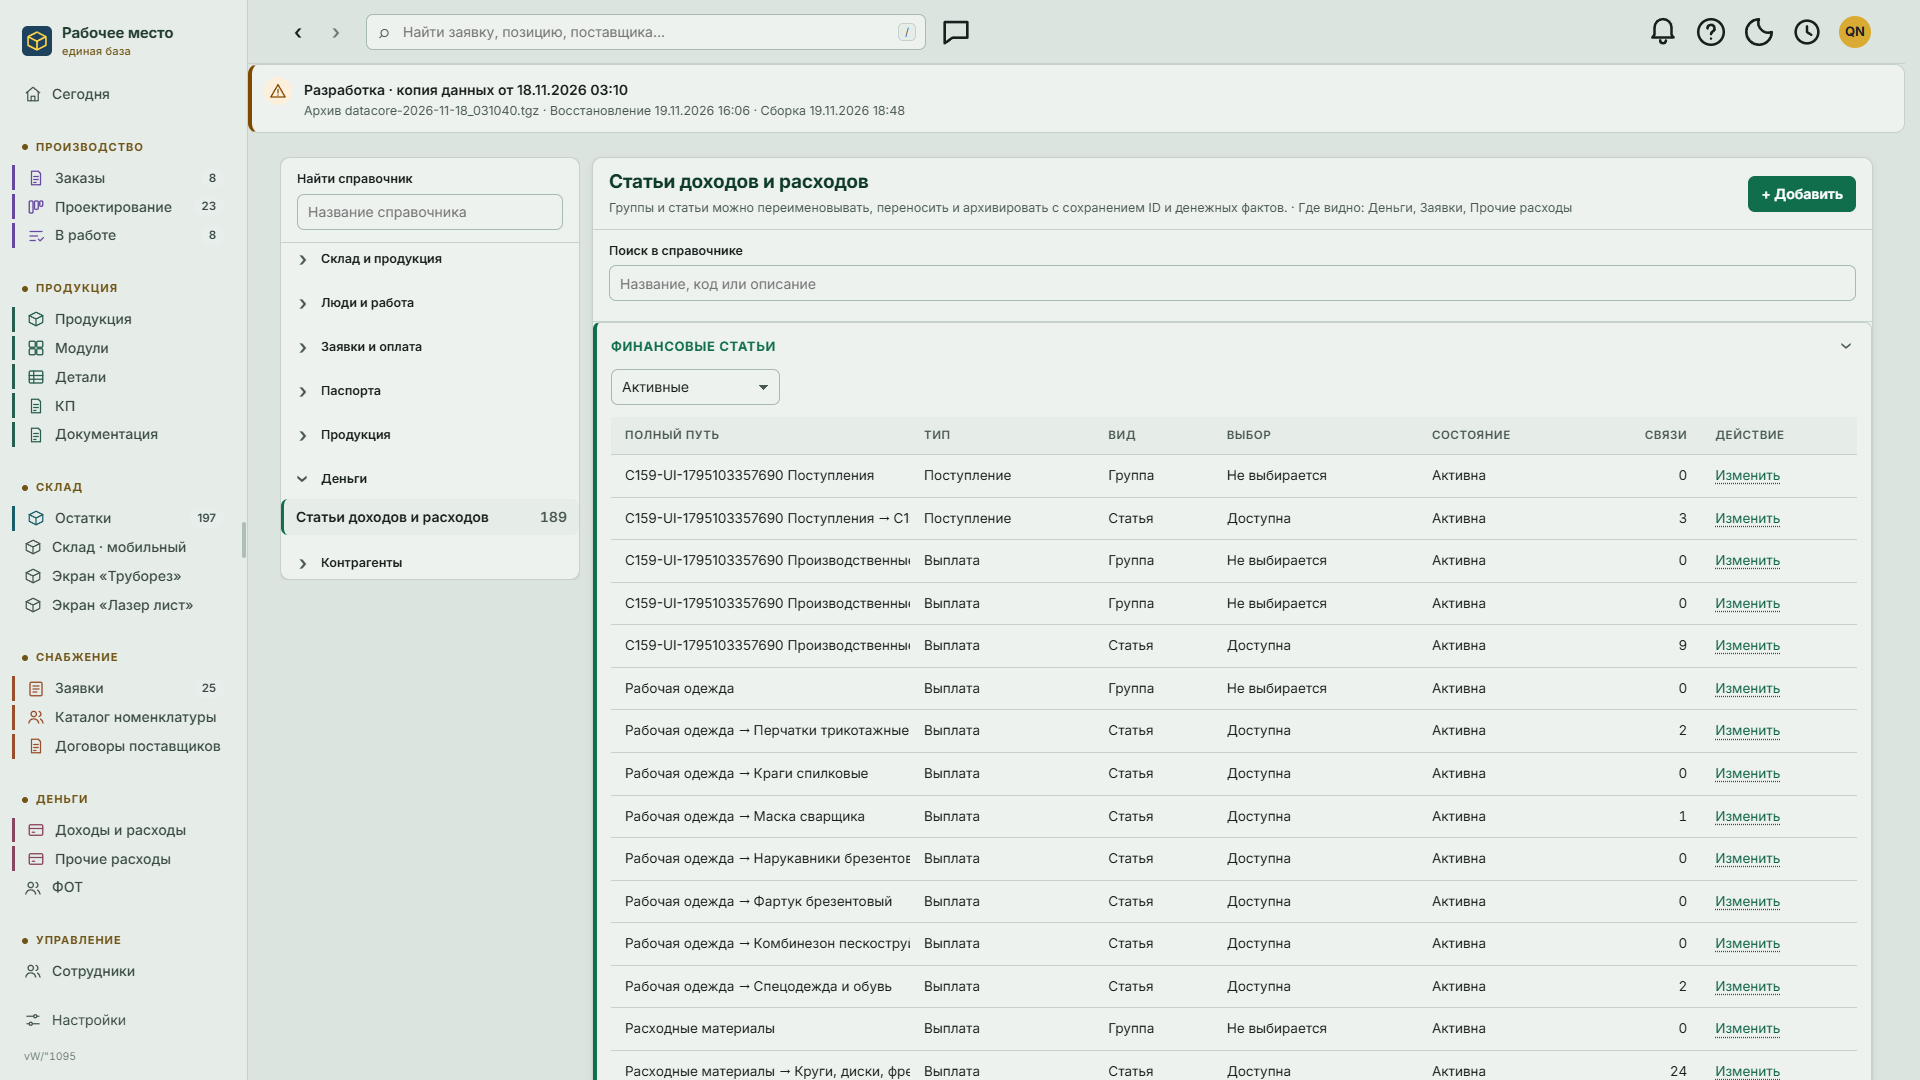 Рабочее место
единая база
Сегодня
ПРОИЗВОДСТВО
Заказы 8
Проектирование 23
В работе 8
ПРОДУКЦИЯ
Продукция
Модули
Детали
КП
Документация
СКЛАД
Остатки 197
Склад · мобильный
Экран «Труборез»
Экран «Лазер лист»
СНАБЖЕНИЕ
Заявки 25
Каталог номенклатуры
Договоры поставщиков
ДЕНЬГИ
Доходы и расходы
Прочие расходы
ФОТ
УПРАВЛЕНИЕ
Сотрудники
Настройки
vW/"1095
Найти заявку, позицию, поставщика... /
QN
Разработка · копия данных от 18.11.2026 03:10
Архив datacore-2026-11-18_031040.tgz · Восстановление 19.11.2026 16:06 · Сборка 19.11.2026 18:48
Найти справочник
Название справочника
Склад и продукция
Люди и работа
Заявки и оплата
Паспорта
Продукция
Деньги
Статьи доходов и расходов 189
Контрагенты
Статьи доходов и расходов
Группы и статьи можно переименовывать, переносить и архивировать с сохранением ID и денежных фактов. · Где видно: Деньги, Заявки, Прочие расходы
+ Добавить
Поиск в справочнике
Название, код или описание
ФИНАНСОВЫЕ СТАТЬИ
Активные
ПОЛНЫЙ ПУТЬ ТИП ВИД ВЫБОР СОСТОЯНИЕ СВЯЗИ ДЕЙСТВИЕ
C159-UI-1795103357690 Поступления Поступление Группа Не выбирается Активна 0 Изменить
C159-UI-1795103357690 Поступления → C1 Поступление Статья Доступна Активна 3 Изменить
C159-UI-1795103357690 Производственны Выплата Группа Не выбирается Активна 0 Изменить
C159-UI-1795103357690 Производственны Выплата Группа Не выбирается Активна 0 Изменить
C159-UI-1795103357690 Производственны Выплата Статья Доступна Активна 9 Изменить
Рабочая одежда Выплата Группа Не выбирается Активна 0 Изменить
Рабочая одежда → Перчатки трикотажные Выплата Статья Доступна Активна 2 Изменить
Рабочая одежда → Краги спилковые Выплата Статья Доступна Активна 0 Изменить
Рабочая одежда → Маска сварщика Выплата Статья Доступна Активна 1 Изменить
Рабочая одежда → Нарукавники брезентов Выплата Статья Доступна Активна 0 Изменить
Рабочая одежда → Фартук брезентовый Выплата Статья Доступна Активна 0 Изменить
Рабочая одежда → Комбинезон пескостру Выплата Статья Доступна Активна 0 Изменить
Рабочая одежда → Спецодежда и обувь Выплата Статья Доступна Активна 2 Изменить
Расходные материалы Выплата Группа Не выбирается Активна 0 Изменить
Расходные материалы → Круги, диски, фре Выплата Статья Доступна Активна 24 Изменить